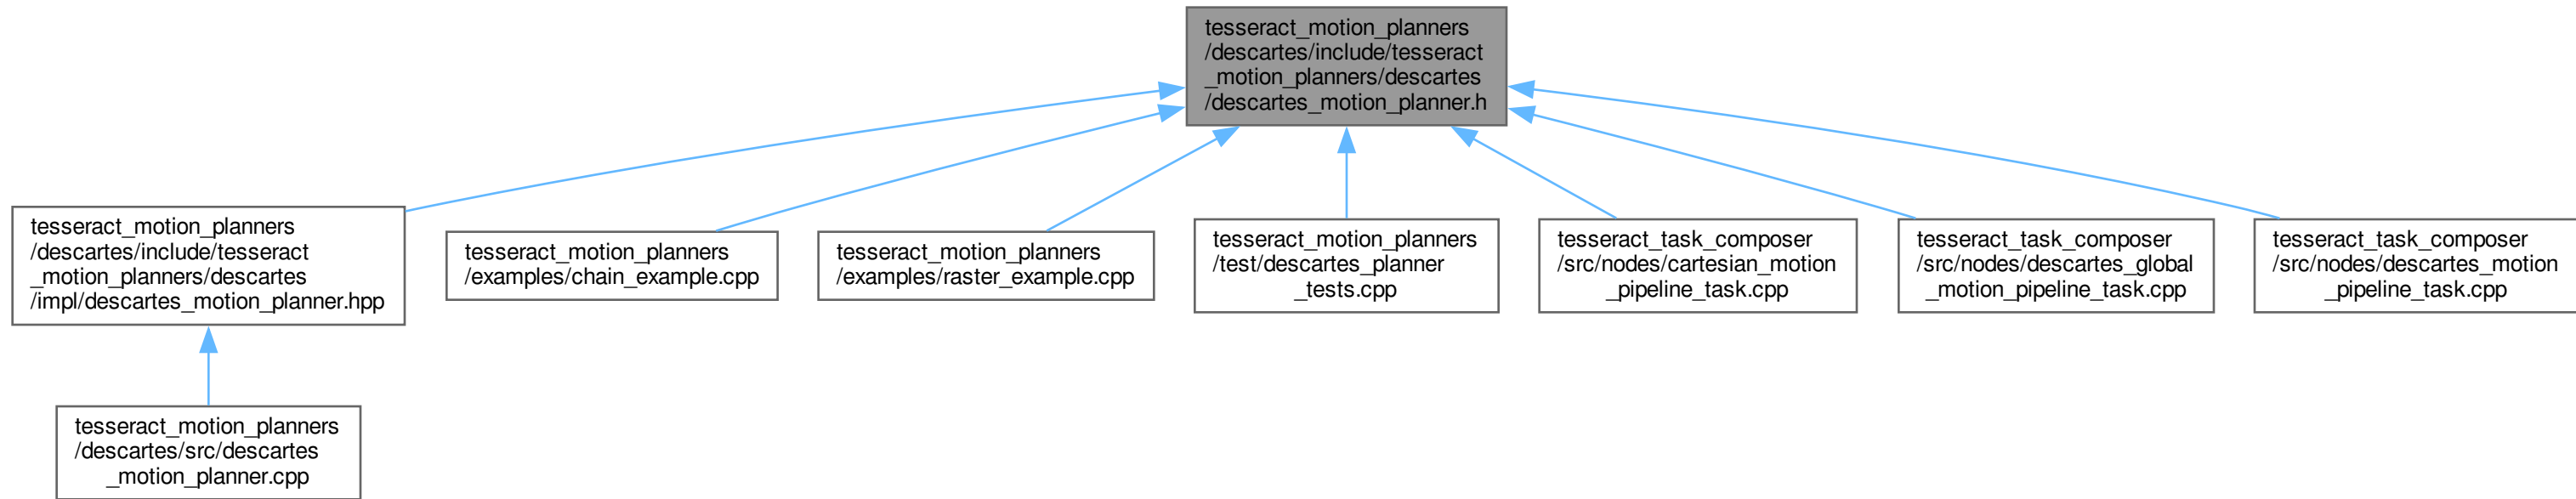 tesseract_motion_planners
/descartes/include/tesseract
_motion_planners/descartes
/descartes_motion_planner.h
tesseract_motion_planners
/descartes/include/tesseract
_motion_planners/descartes
/impl/descartes_motion_planner.hpp
tesseract_motion_planners
/examples/chain_example.cpp
tesseract_motion_planners
/examples/raster_example.cpp
tesseract_motion_planners
/test/descartes_planner
_tests.cpp
tesseract_task_composer
/src/nodes/cartesian_motion
_pipeline_task.cpp
tesseract_task_composer
/src/nodes/descartes_global
_motion_pipeline_task.cpp
tesseract_task_composer
/src/nodes/descartes_motion
_pipeline_task.cpp
tesseract_motion_planners
/descartes/src/descartes
_motion_planner.cpp